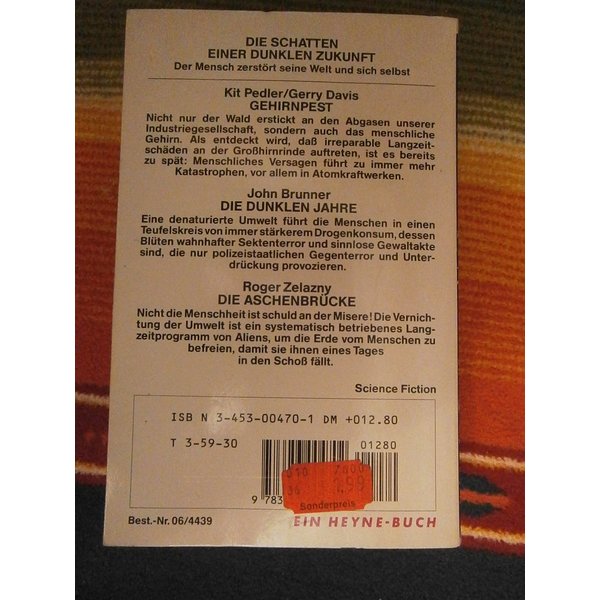 DIE SCHATTEN
EINER DUNKLEN ZUKUNFT
Der Mensch zerstört seine Welt und sich selbst
Kit Pedler/Gerry Davis
GEHIRNPEST
Nicht nur der Wald erstickt an den Abgasen unserer
Industriegesellschaft, sondern auch das menschliche
Gehirn. Als entdeckt wird, daß irreparable Langzeit-
schäden an der Großhirnrinde auftreten, ist es bereits
zu spät: Menschliches Versagen führt zu immer mehr
Katastrophen, vor allem in Atomkraftwerken.
John Brunner
DIE DUNKLEN JAHRE
Eine denaturierte Umwelt führt die Menschen in einen
Teufelskreis von immer stärkerem Drogenkonsum, dessen
Blüten wahnhafter Sektenterror und sinnlose Gewaltakte
sind, die nur polizeistaatlichen Gegenterror und Unter-
drückung provozieren.
Roger Zelazny
DIE ASCHENBRÜCKE
Nicht die Menschheit ist schuld an der Misere! Die Vernich-
tung der Umwelt ist ein systematisch betriebenes Lang-
zeitprogramm von Aliens, um die Erde vom Menschen zu
befreien, damit sie ihnen eines Tages
in den Schoß fällt.
Science Fiction
ISB N 3-453-00470-1 DM +012.80
T 3-59-30
01280
9 783
Sonderpreis
Best.-Nr. 06/4439
EIN HEYNE-BUCH